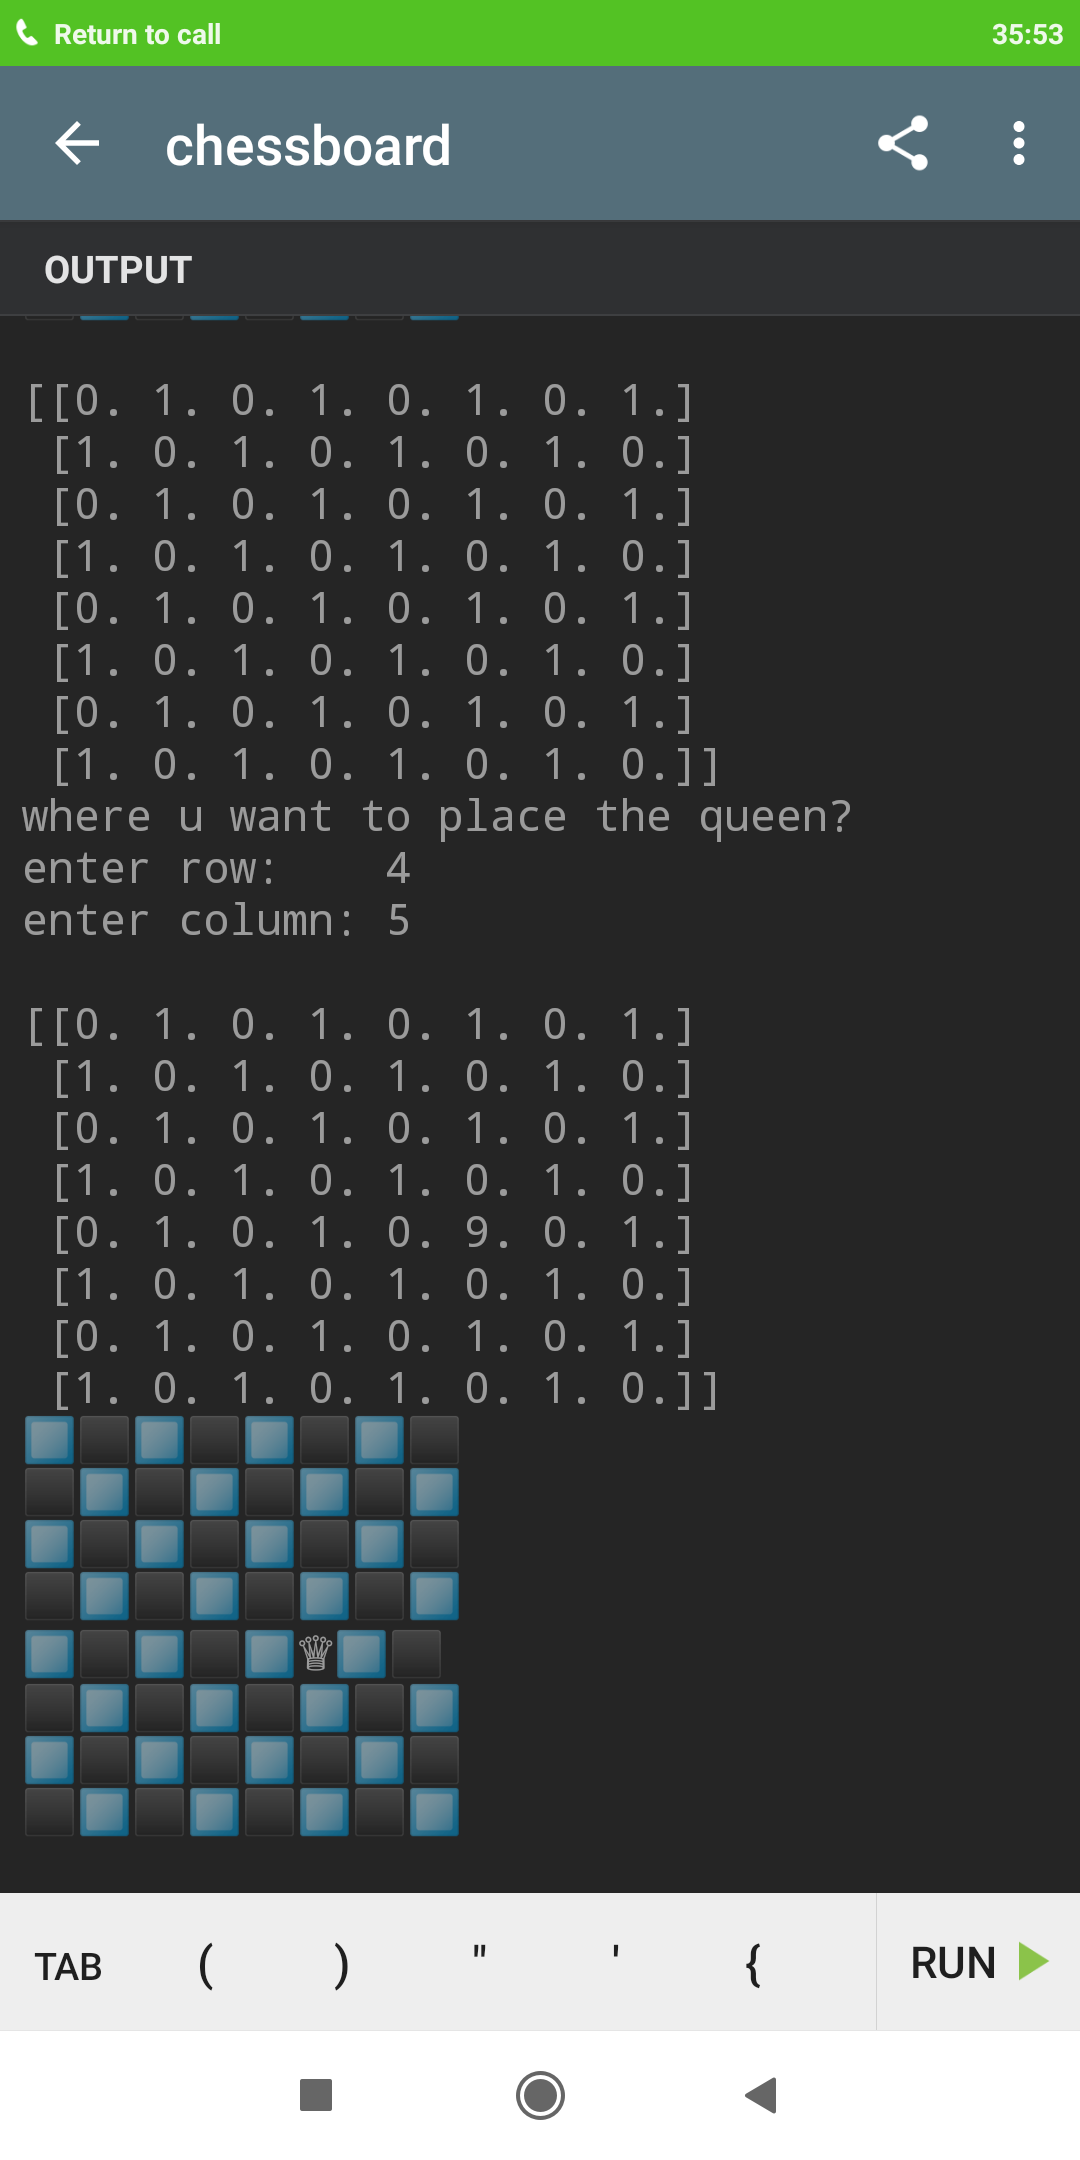 Return to call 35:53
chessboard
OUTPUT
[[0. 1. 0. 1. 0. 1. 0. 1.]
[1. 0. 1. 0. 1. 0. 1. 0.]
[0. 1. 0. 1. 0. 1. 0. 1.]
[1. 0. 1. 0. 1. 0. 1. 0.]
[0. 1. 0. 1. 0. 1. 0. 1.]
[1. 0. 1. 0. 1. 0. 1. 0.]
[0. 1. 0. 1. 0. 1. 0. 1.]
[1. 0. 1. 0. 1. 0. 1. 0.]]
where u want to place the queen?
enter row: 4
enter column: 5
[[0. 1. 0. 1. 0. 1. 0. 1.]
[1. 0. 1. 0. 1. 0. 1. 0.]
[0. 1. 0. 1. 0. 1. 0. 1.]
[1. 0. 1. 0. 1. 0. 1. 0.]
[0. 1. 0. 1. 0. 9. 0. 1.]
[1. 0. 1. 0. 1. 0. 1. 0.]
[0. 1. 0. 1. 0. 1. 0. 1.]
[1. 0. 1. 0. 1. 0. 1. 0.]]
TAB ( ) " ' { RUN